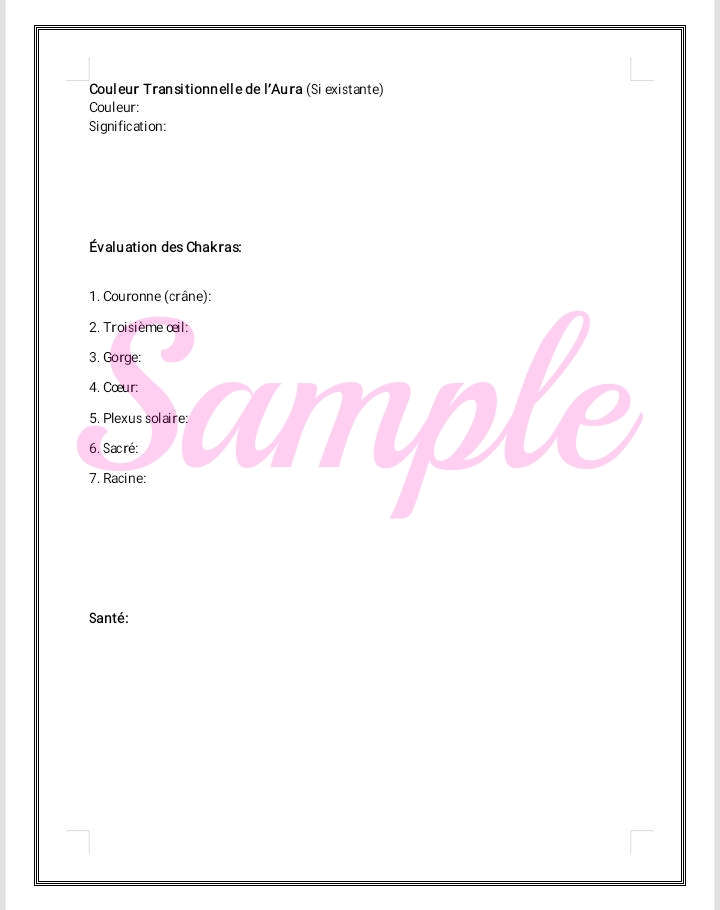 Couleur Transitionnelle de l’Aura (Si existante)
Couleur:
Signification:
Évaluation des Chakras:
1. Couronne (crâne):
2. Troisième œil:
3. Gorge:
4. Cœur:
5. Plexus solaire:
6. Sacré:
7. Racine:
Sample
Santé: